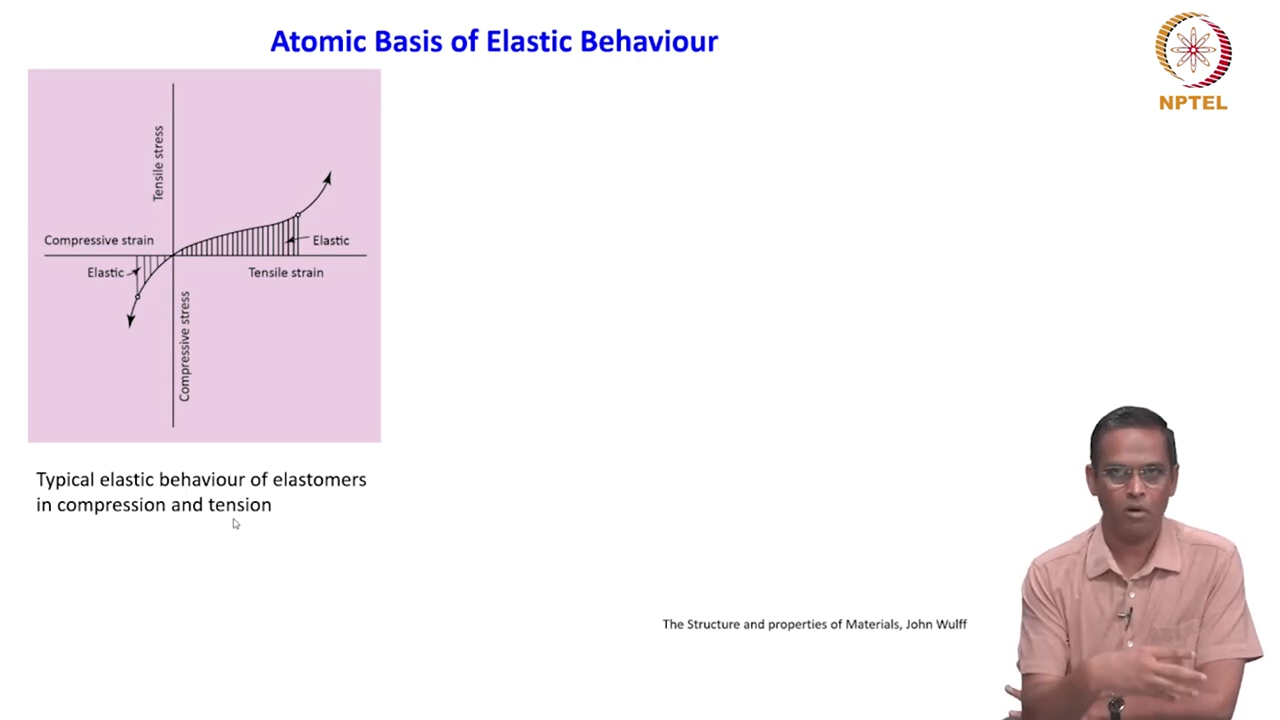 Atomic Basis of Elastic Behaviour
NPTEL
Tensile stress
Compressive strain
Elastic
Elastic
Tensile strain
Compressive stress
Typical elastic behaviour of elastomers
in compression and tension
The Structure and properties of Materials, John Wulff